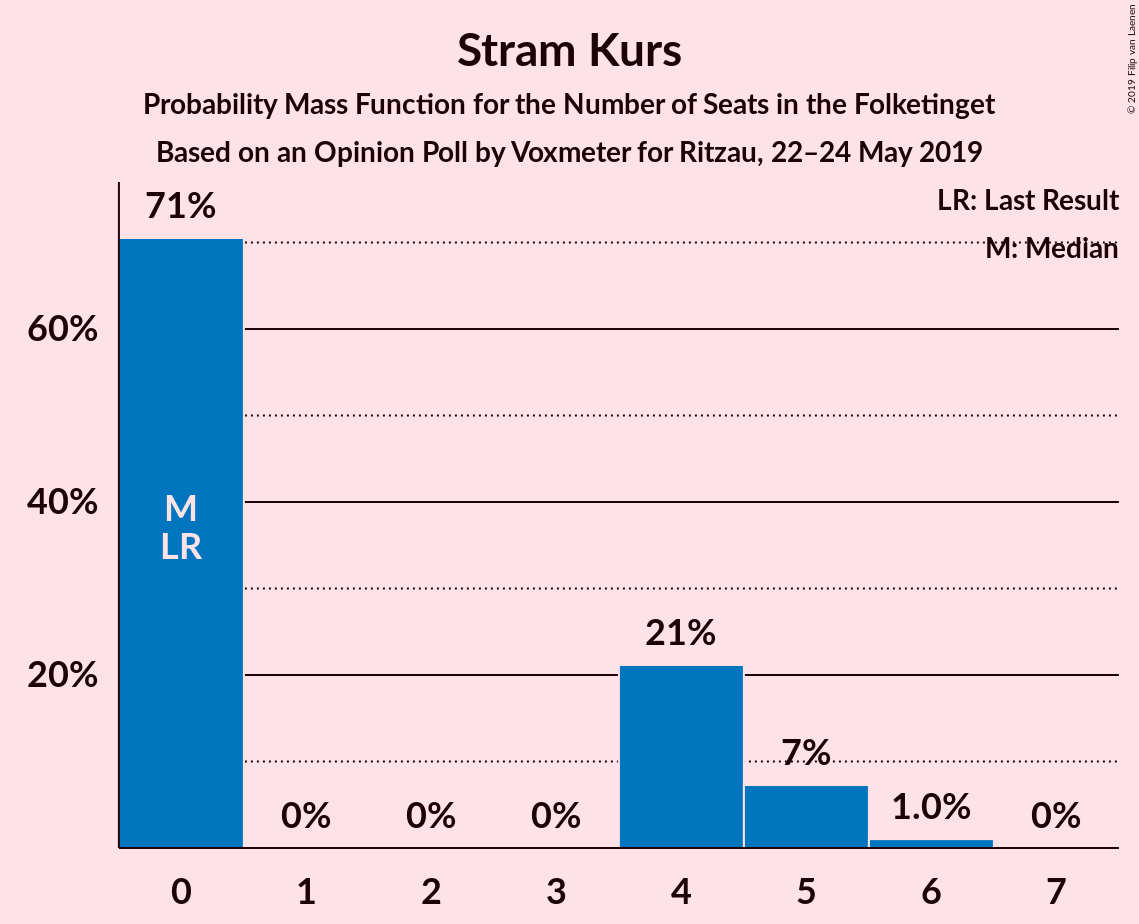 Stram Kurs
Probability Mass Function for the Number of Seats in the Folketinget
Based on an Opinion Poll by Voxmeter for Ritzau, 22–24 May 2019
© 2019 Filip van Laenen
LR: Last Result
M: Median
71%
60%
40%
20%
M
LR
0%
0%
0%
21%
7%
1.0%
0%
0 1 2 3 4 5 6 7